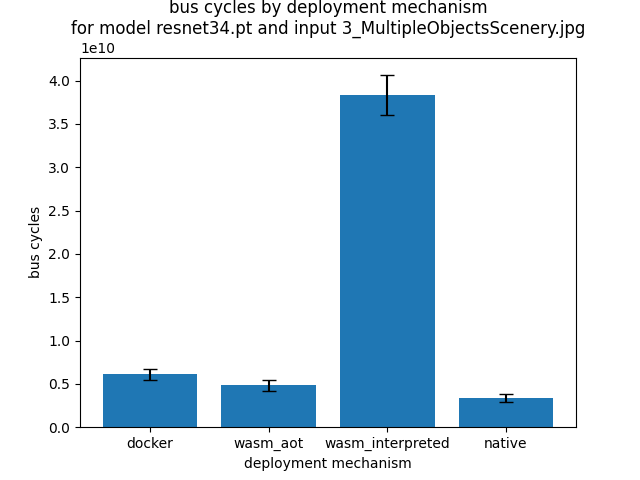 bus cycles by deployment mechanism
for model resnet34.pt and input 3_MultipleObjectsScenery.jpg
1e10
4.0
3.5
3.0
2.5
2.0
1.5
1.0
0.5
0.0
bus cycles
docker
wasm_aot
wasm_interpreted
native
deployment mechanism